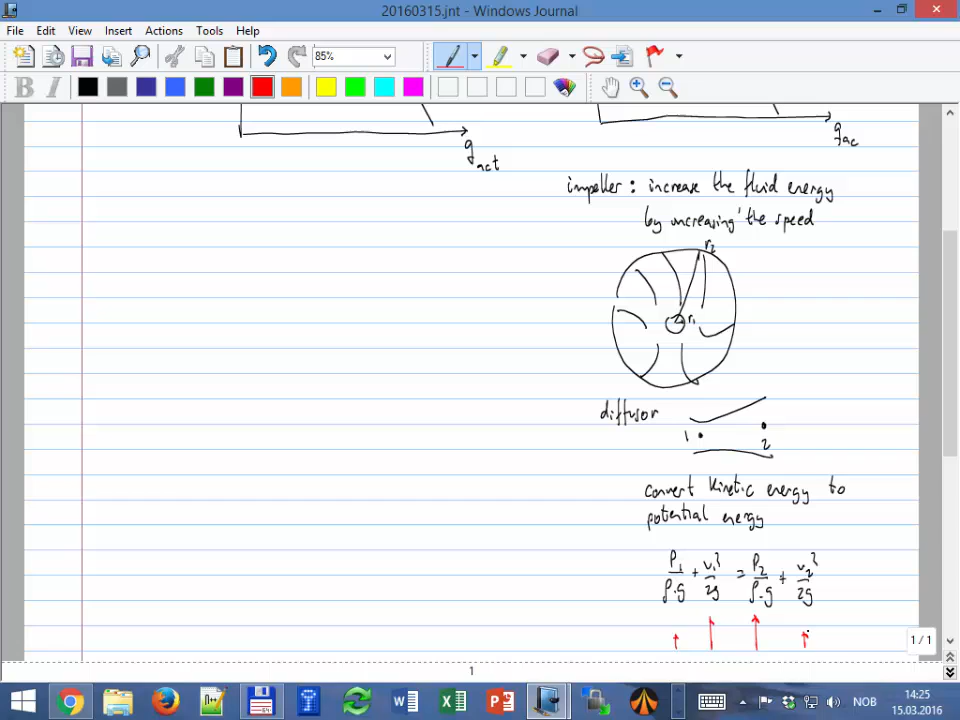 20160315.jnt - Windows Journal
File Edit View Insert Actions Tools Help
85%
B I
q act
q ac
impeller : increase the fluid energy
by increasing the speed
r2
r1
diffusor
1 2
convert kinetic energy to
potential energy
P1/ρ·g + v1²/2g = P2/ρ·g + v2²/2g
1 / 1
1
NOB
14:25
15.03.2016